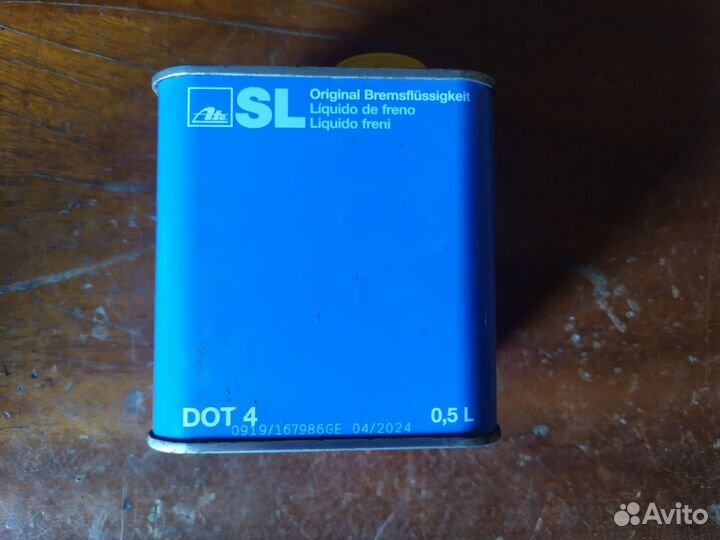 Ate SL Original Bremsflüssigkeit
Líquido de freno
Liquido freni
DOT 4
0,5 L
0919/167986GE 04/2024
Avito